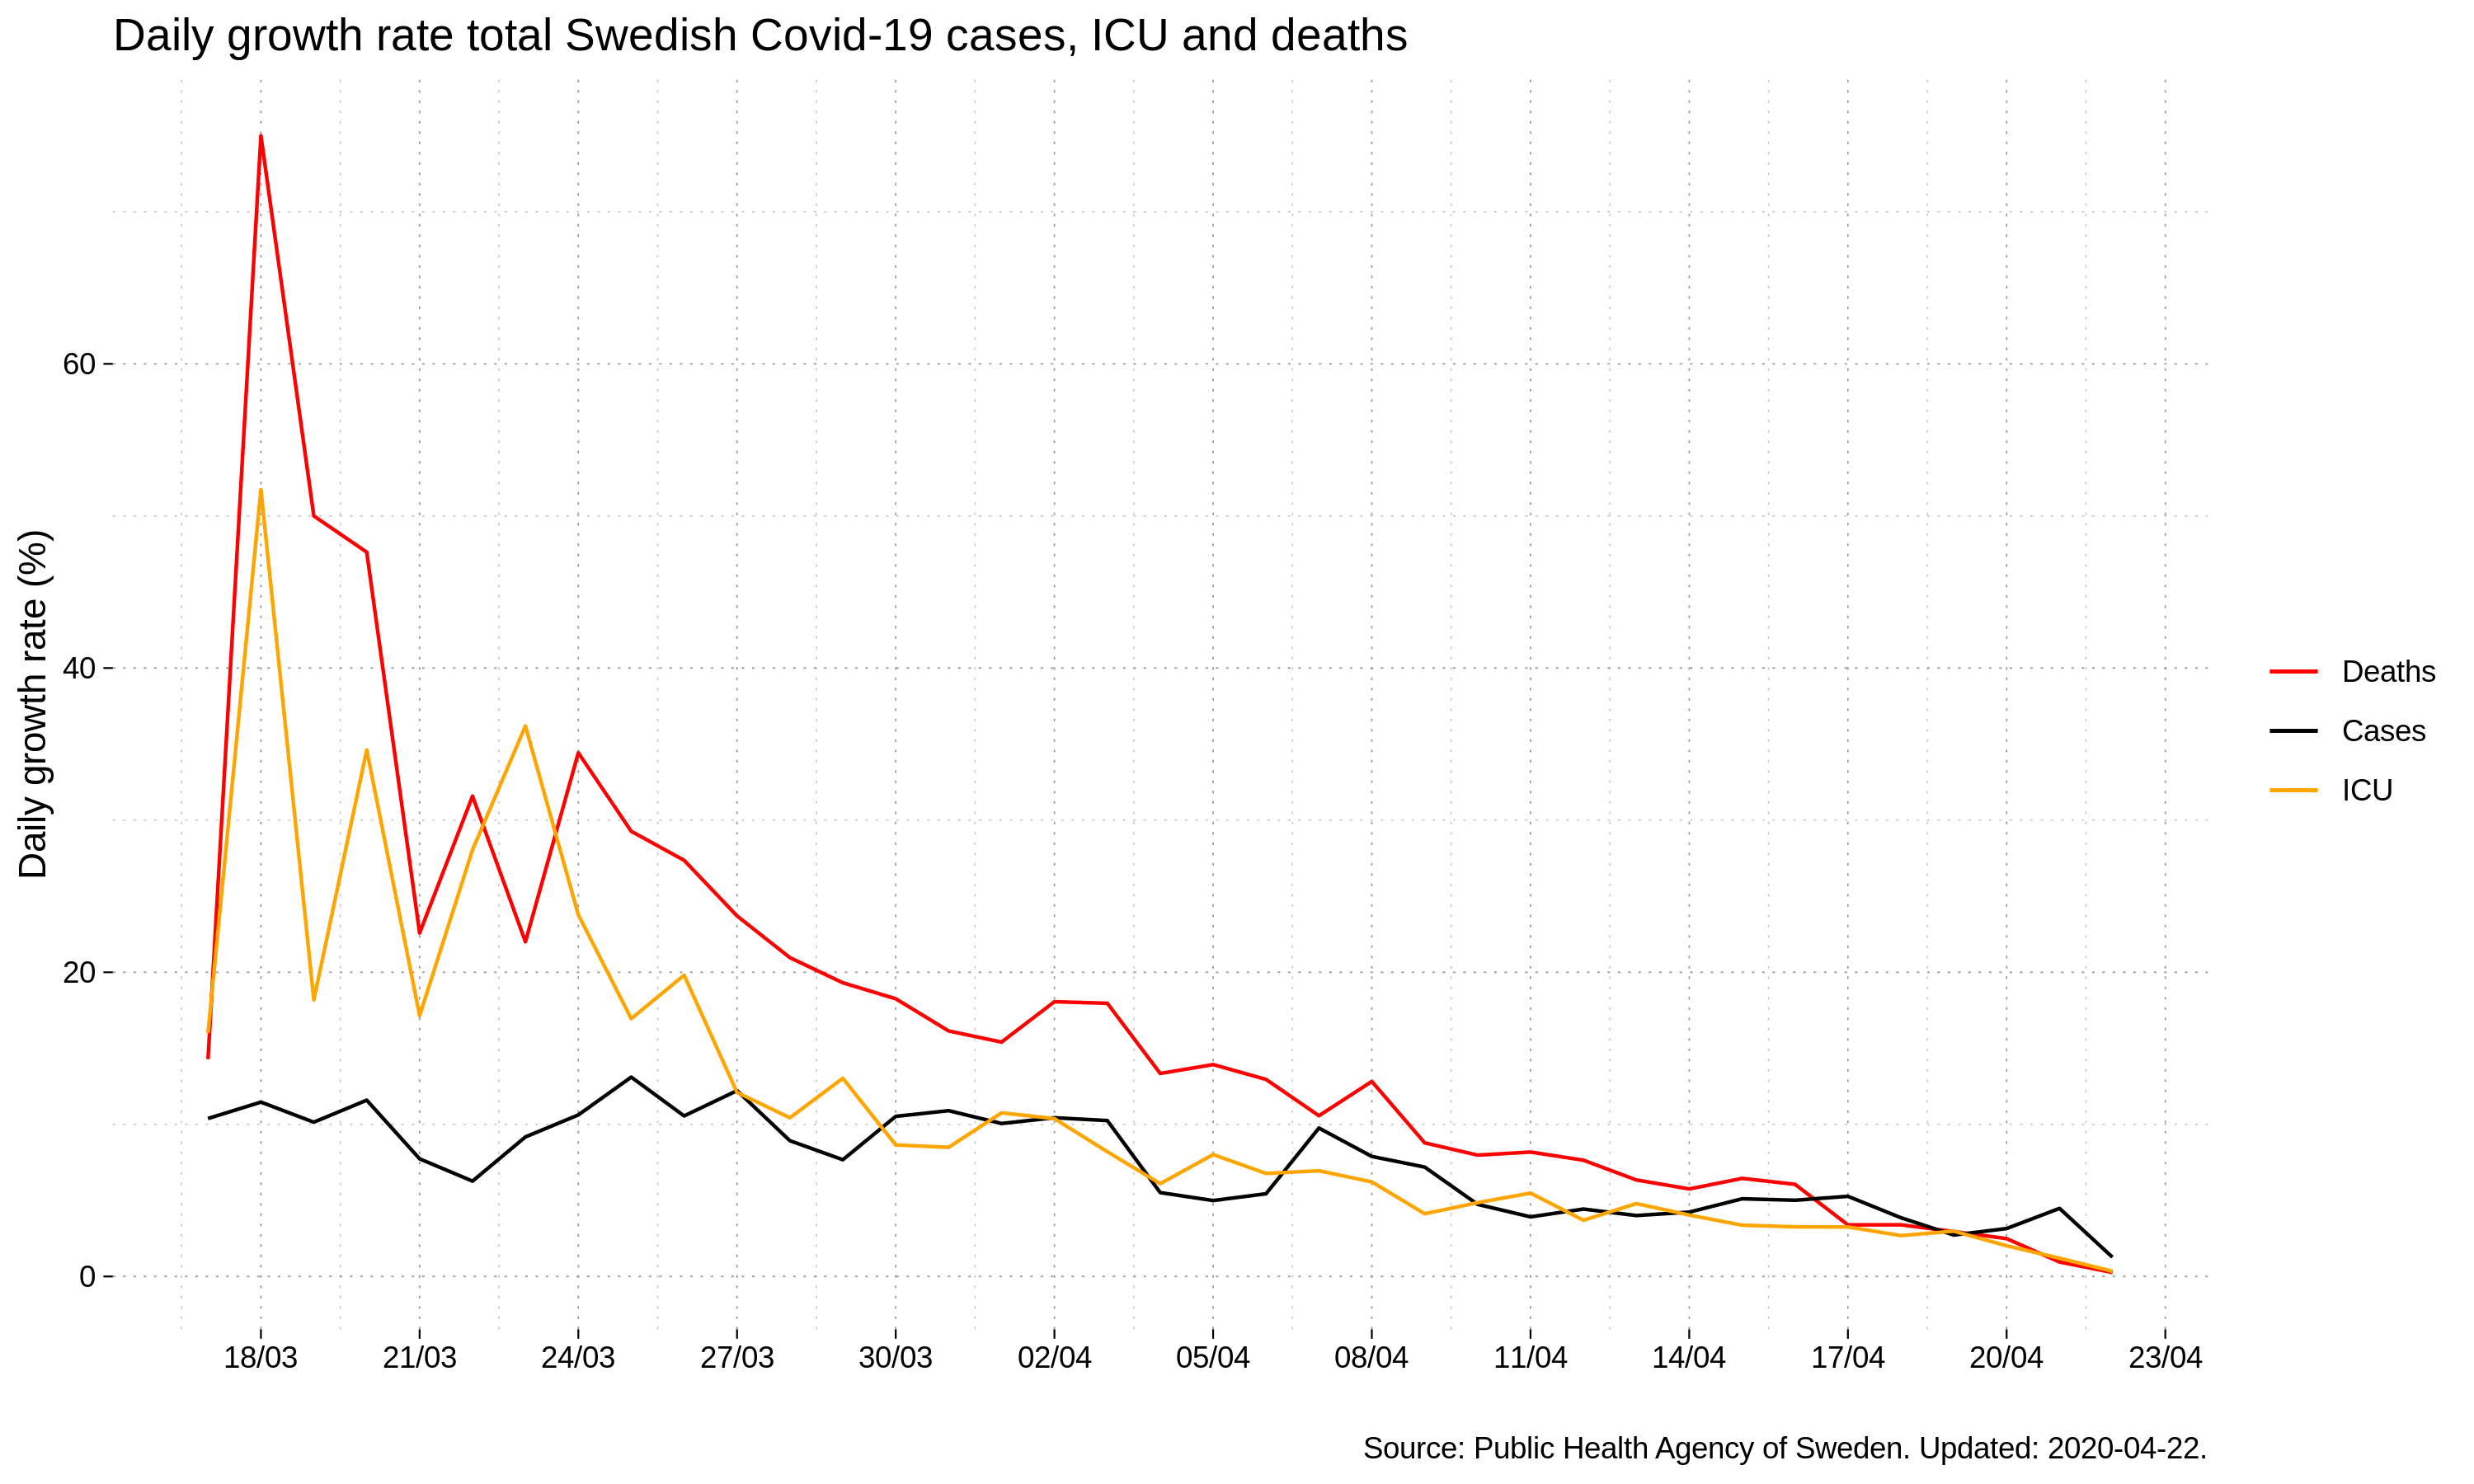 Daily growth rate total Swedish Covid-19 cases, ICU and deaths
Daily growth rate (%)
60
40
20
0
18/03 21/03 24/03 27/03 30/03 02/04 05/04 08/04 11/04 14/04 17/04 20/04 23/04
Deaths
Cases
ICU
Source: Public Health Agency of Sweden. Updated: 2020-04-22.